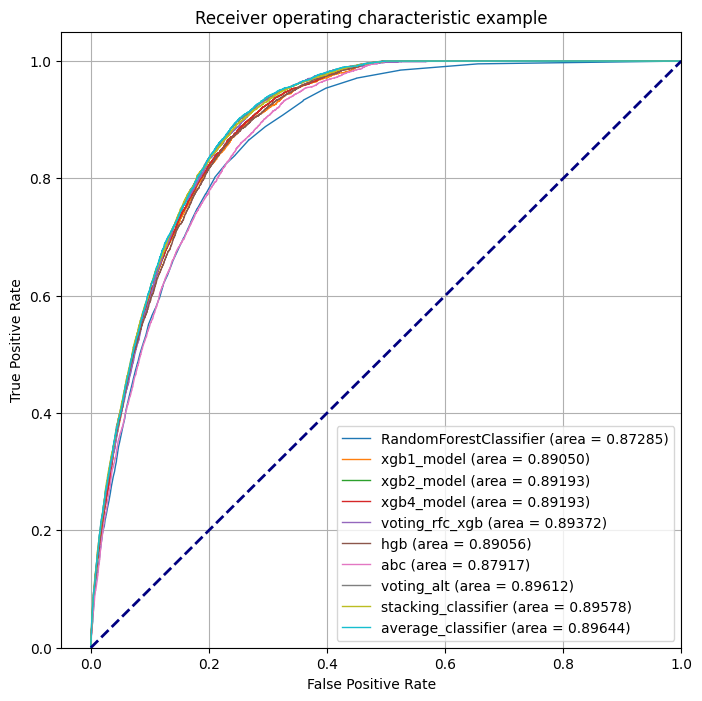 Receiver operating characteristic example
True Positive Rate
1.0
0.8
0.6
0.4
0.2
0.0
RandomForestClassifier (area = 0.87285)
xgb1_model (area = 0.89050)
xgb2_model (area = 0.89193)
xgb4_model (area = 0.89193)
voting_rfc_xgb (area = 0.89372)
hgb (area = 0.89056)
abc (area = 0.87917)
voting_alt (area = 0.89612)
stacking_classifier (area = 0.89578)
average_classifier (area = 0.89644)
0.0 0.2 0.4 0.6 0.8 1.0
False Positive Rate